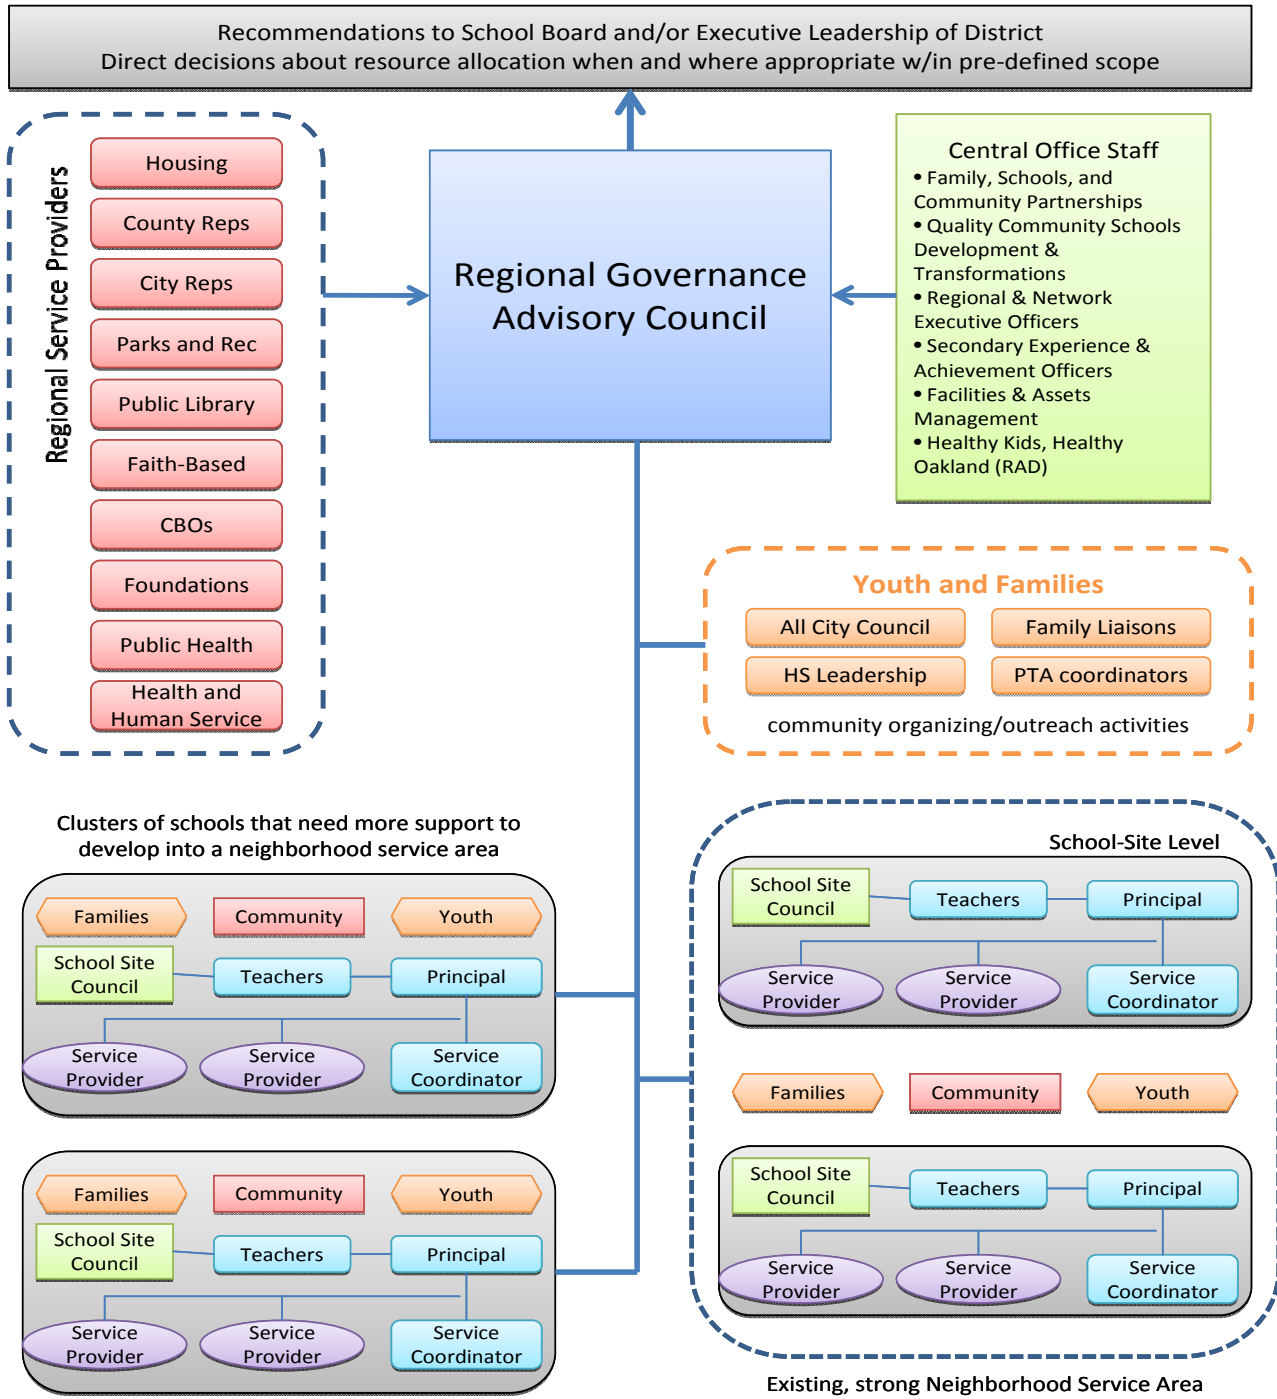 Recommendations to School Board and/or Executive Leadership of District
Direct decisions about resource allocation when and where appropriate w/in pre-defined scope
Regional Service Providers
Housing
County Reps
City Reps
Parks and Rec
Public Library
Faith-Based
CBOs
Foundations
Public Health
Health and
Human Service
Regional Governance
Advisory Council
Central Office Staff
• Family, Schools, and
Community Partnerships
• Quality Community Schools
Development &
Transformations
• Regional & Network
Executive Officers
• Secondary Experience &
Achievement Officers
• Facilities & Assets
Management
• Healthy Kids, Healthy
Oakland (RAD)
Youth and Families
All City Council
Family Liaisons
HS Leadership
PTA coordinators
community organizing/outreach activities
Clusters of schools that need more support to
develop into a neighborhood service area
Families
Community
Youth
School Site
Council
Teachers
Principal
Service
Provider
Service
Provider
Service
Coordinator
Families
Community
Youth
School Site
Council
Teachers
Principal
Service
Provider
Service
Provider
Service
Coordinator
School-Site Level
School Site
Council
Teachers
Principal
Service
Provider
Service
Provider
Service
Coordinator
Families
Community
Youth
School Site
Council
Teachers
Principal
Service
Provider
Service
Provider
Service
Coordinator
Existing, strong Neighborhood Service Area